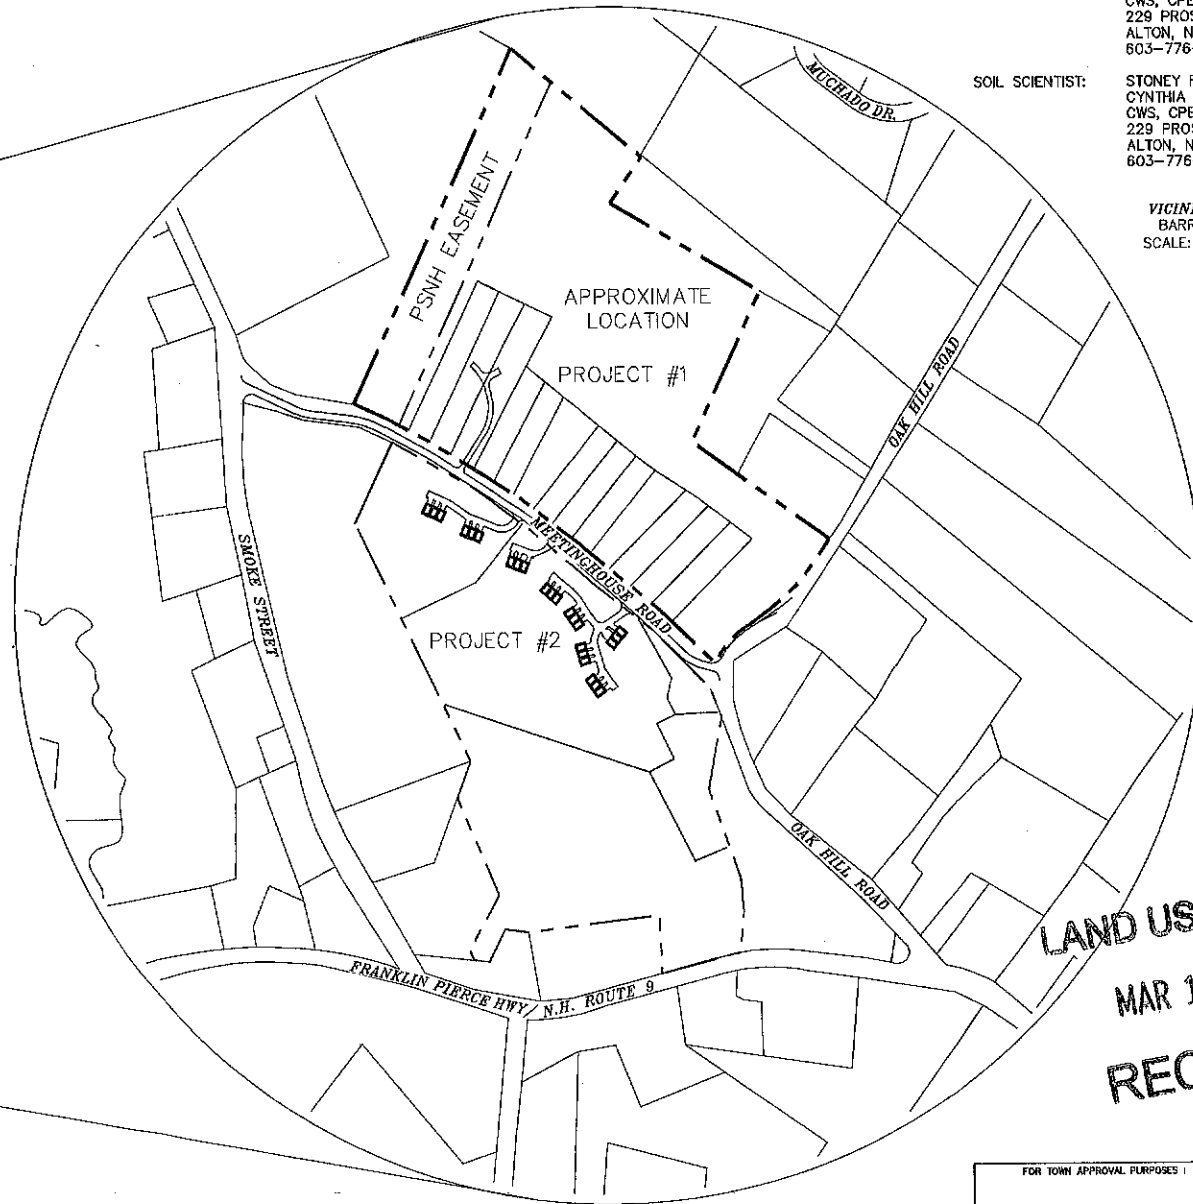 CWS, CPE
229 PROS
ALTON, N
603-776-
SOIL SCIENTIST:
STONEY R
CYNTHIA
CWS, CPE
229 PROS
ALTON, N
603-776
VICINI
BARR
SCALE:
MUCHADO DR.
PSNH EASEMENT
APPROXIMATE
LOCATION
PROJECT #1
OAK HILL ROAD
MEETINGHOUSE ROAD
SMOKE STREET
PROJECT #2
OAK HILL ROAD
FRANKLIN PIERCE HWY/ N.H. ROUTE 9
LAND US
MAR 1
REC
FOR TOWN APPROVAL PURPOSES